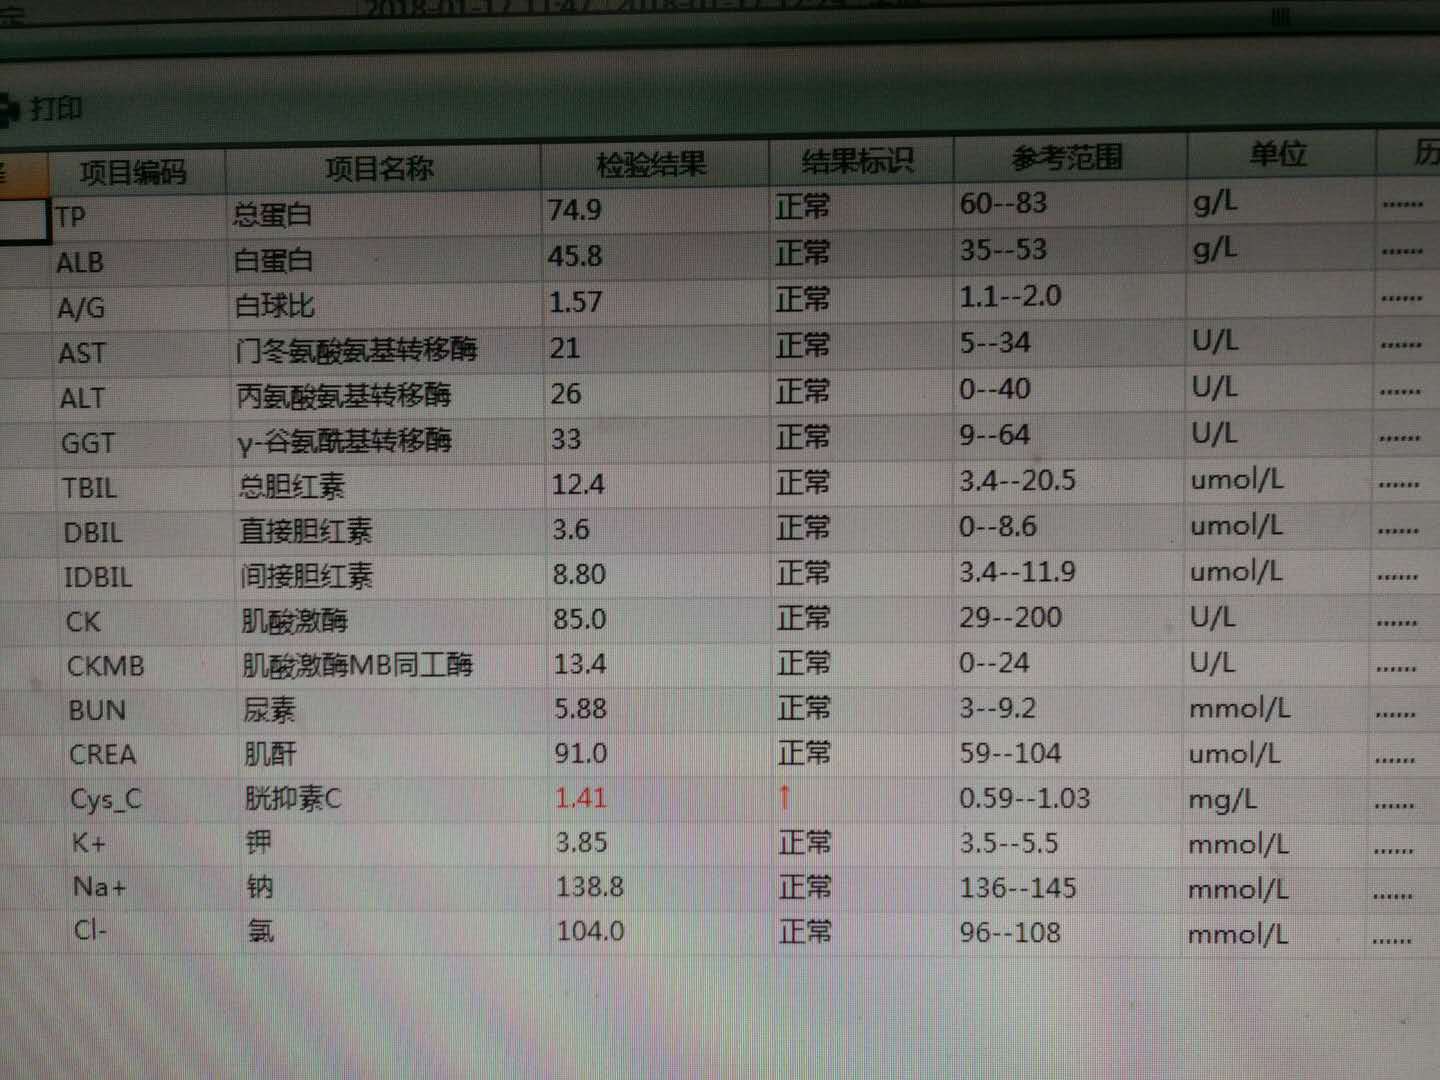 打印
项目编码 项目名称 检验结果 结果标识 参考范围 单位 历
TP 总蛋白 74.9 正常 60--83 g/L ......
ALB 白蛋白 45.8 正常 35--53 g/L ......
A/G 白球比 1.57 正常 1.1--2.0 ......
AST 门冬氨酸氨基转移酶 21 正常 5--34 U/L ......
ALT 丙氨酸氨基转移酶 26 正常 0--40 U/L ......
GGT γ-谷氨酰基转移酶 33 正常 9--64 U/L ......
TBIL 总胆红素 12.4 正常 3.4--20.5 umol/L ......
DBIL 直接胆红素 3.6 正常 0--8.6 umol/L ......
IDBIL 间接胆红素 8.80 正常 3.4--11.9 umol/L ......
CK 肌酸激酶 85.0 正常 29--200 U/L ......
CKMB 肌酸激酶MB同工酶 13.4 正常 0--24 U/L ......
BUN 尿素 5.88 正常 3--9.2 mmol/L ......
CREA 肌酐 91.0 正常 59--104 umol/L ......
Cys_C 胱抑素C 1.41 ↑ 0.59--1.03 mg/L ......
K+ 钾 3.85 正常 3.5--5.5 mmol/L ......
Na+ 钠 138.8 正常 136--145 mmol/L ......
Cl- 氯 104.0 正常 96--108 mmol/L ......